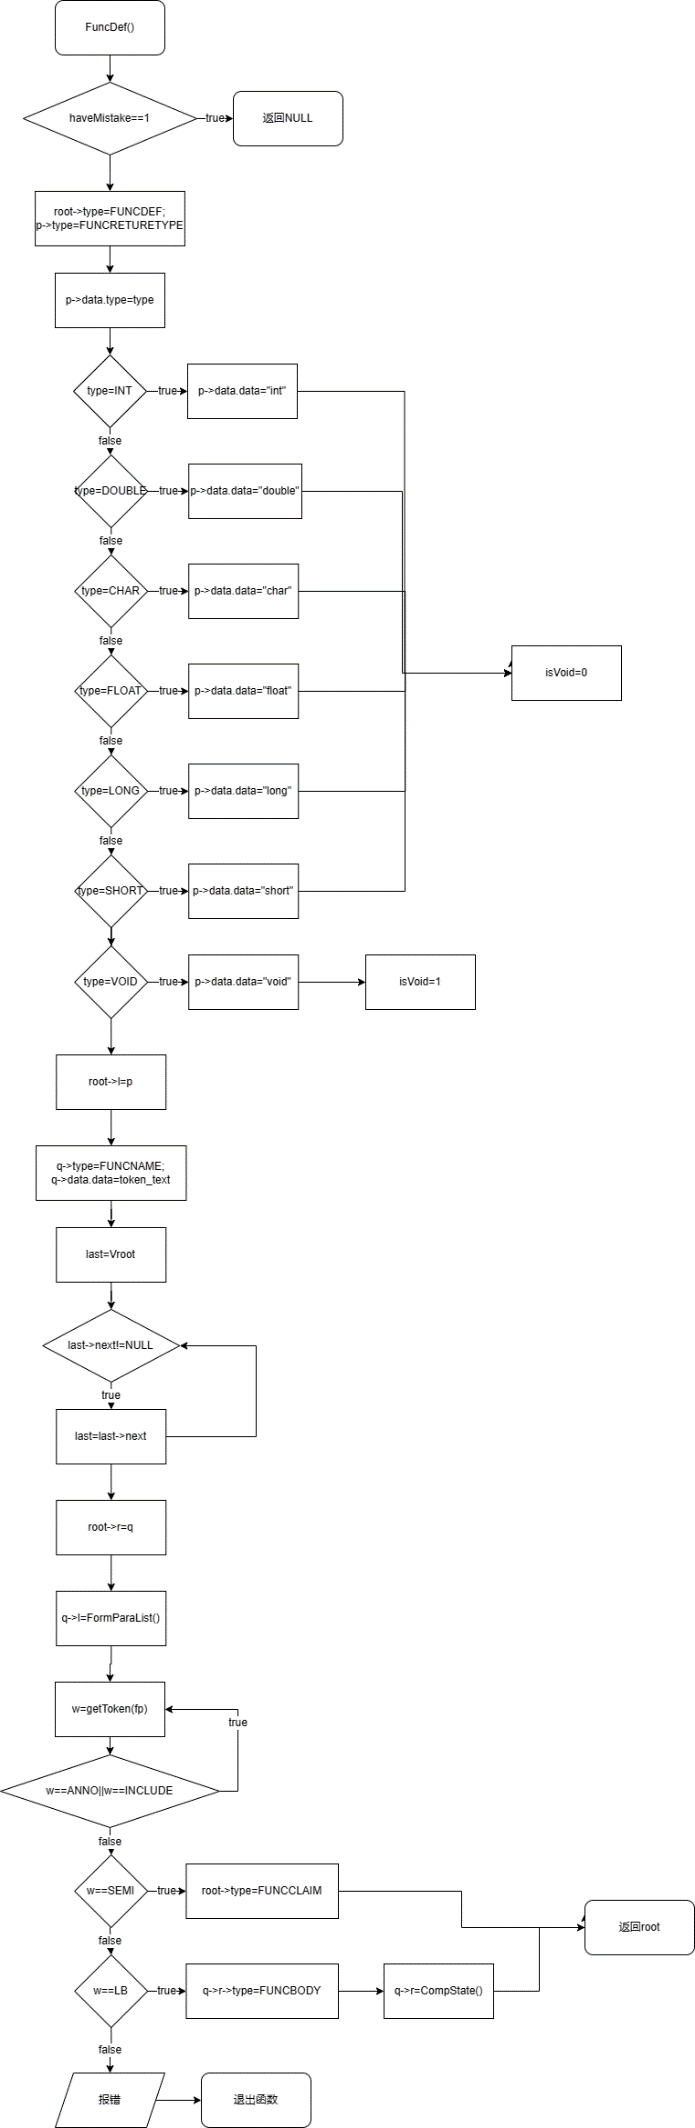 FuncDef()
haveMistake==1
true
返回NULL
root->type=FUNCDEF;
p->type=FUNCRETURETYPE
p->data.type=type
type=INT
true
p->data.data="int"
false
type=DOUBLE
true
p->data.data="double"
false
type=CHAR
true
p->data.data="char"
false
type=FLOAT
true
p->data.data="float"
isVoid=0
false
type=LONG
true
p->data.data="long"
false
type=SHORT
true
p->data.data="short"
type=VOID
true
p->data.data="void"
isVoid=1
root->l=p
q->type=FUNCNAME;
q->data.data=token_text
last=Vroot
last->next!=NULL
true
last=last->next
root->r=q
q->l=FormParaList()
w=getToken(fp)
true
w==ANNO||w==INCLUDE
false
w==SEMI
true
root->type=FUNCCLAIM
返回root
false
w==LB
true
q->r->type=FUNCBODY
q->r=CompState()
false
报错
退出函数